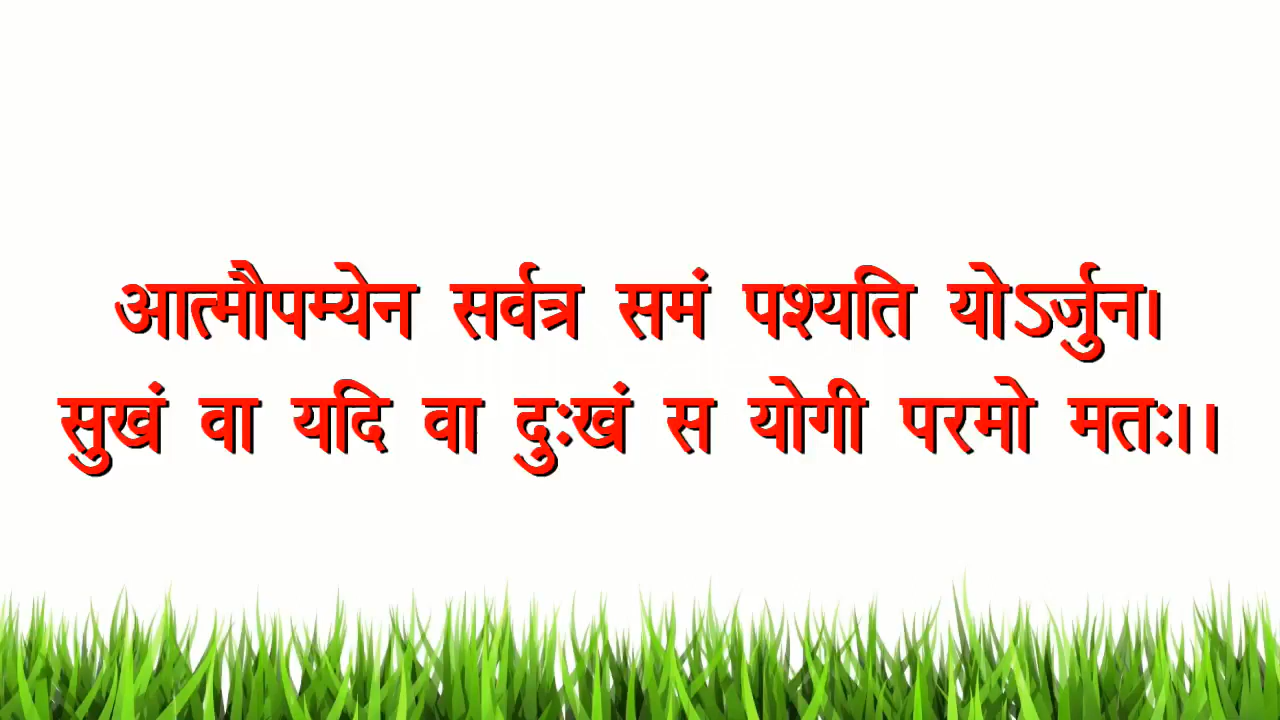 आत्मौपम्येन सर्वत्र समं पश्यति योऽर्जुन।
सुखं वा यदि वा दुःखं स योगी परमो मतः।।